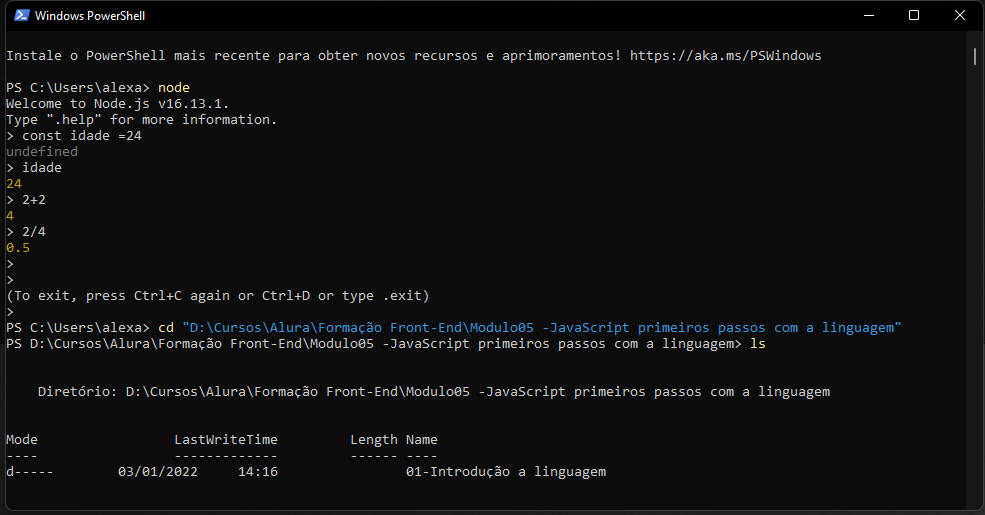 Windows PowerShell
Instale o PowerShell mais recente para obter novos recursos e aprimoramentos! https://aka.ms/PSWindows
PS C:\Users\alexa> node
Welcome to Node.js v16.13.1.
Type ".help" for more information.
> const idade =24
undefined
> idade
24
> 2+2
4
> 2/4
0.5
>
>
(To exit, press Ctrl+C again or Ctrl+D or type .exit)
>
PS C:\Users\alexa> cd "D:\Cursos\Alura\Formação Front-End\Modulo05 -JavaScript primeiros passos com a linguagem"
PS D:\Cursos\Alura\Formação Front-End\Modulo05 -JavaScript primeiros passos com a linguagem> ls
Diretório: D:\Cursos\Alura\Formação Front-End\Modulo05 -JavaScript primeiros passos com a linguagem
Mode LastWriteTime Length Name
---- ------------- ------ ----
d----- 03/01/2022 14:16 01-Introdução a linguagem